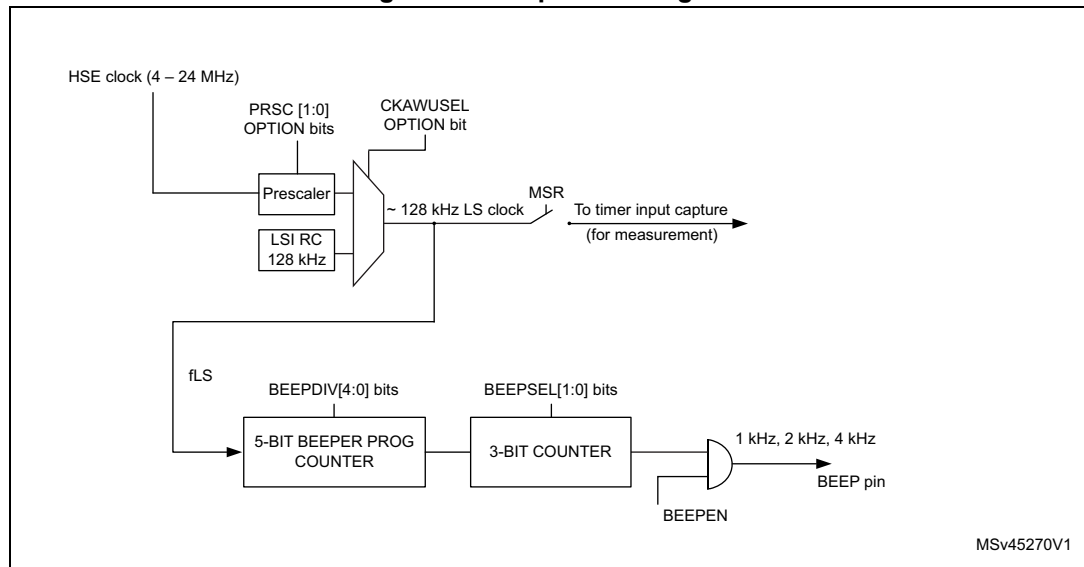 HSE clock (4 – 24 MHz)
PRSC [1:0]
OPTION bits
CKAWUSEL
OPTION bit
Prescaler
LSI RC
128 kHz
~ 128 kHz LS clock
MSR
To timer input capture
(for measurement)
fLS
BEEPDIV[4:0] bits
BEEPSEL[1:0] bits
5-BIT BEEPER PROG
COUNTER
3-BIT COUNTER
1 kHz, 2 kHz, 4 kHz
BEEP pin
BEEPEN
MSv45270V1